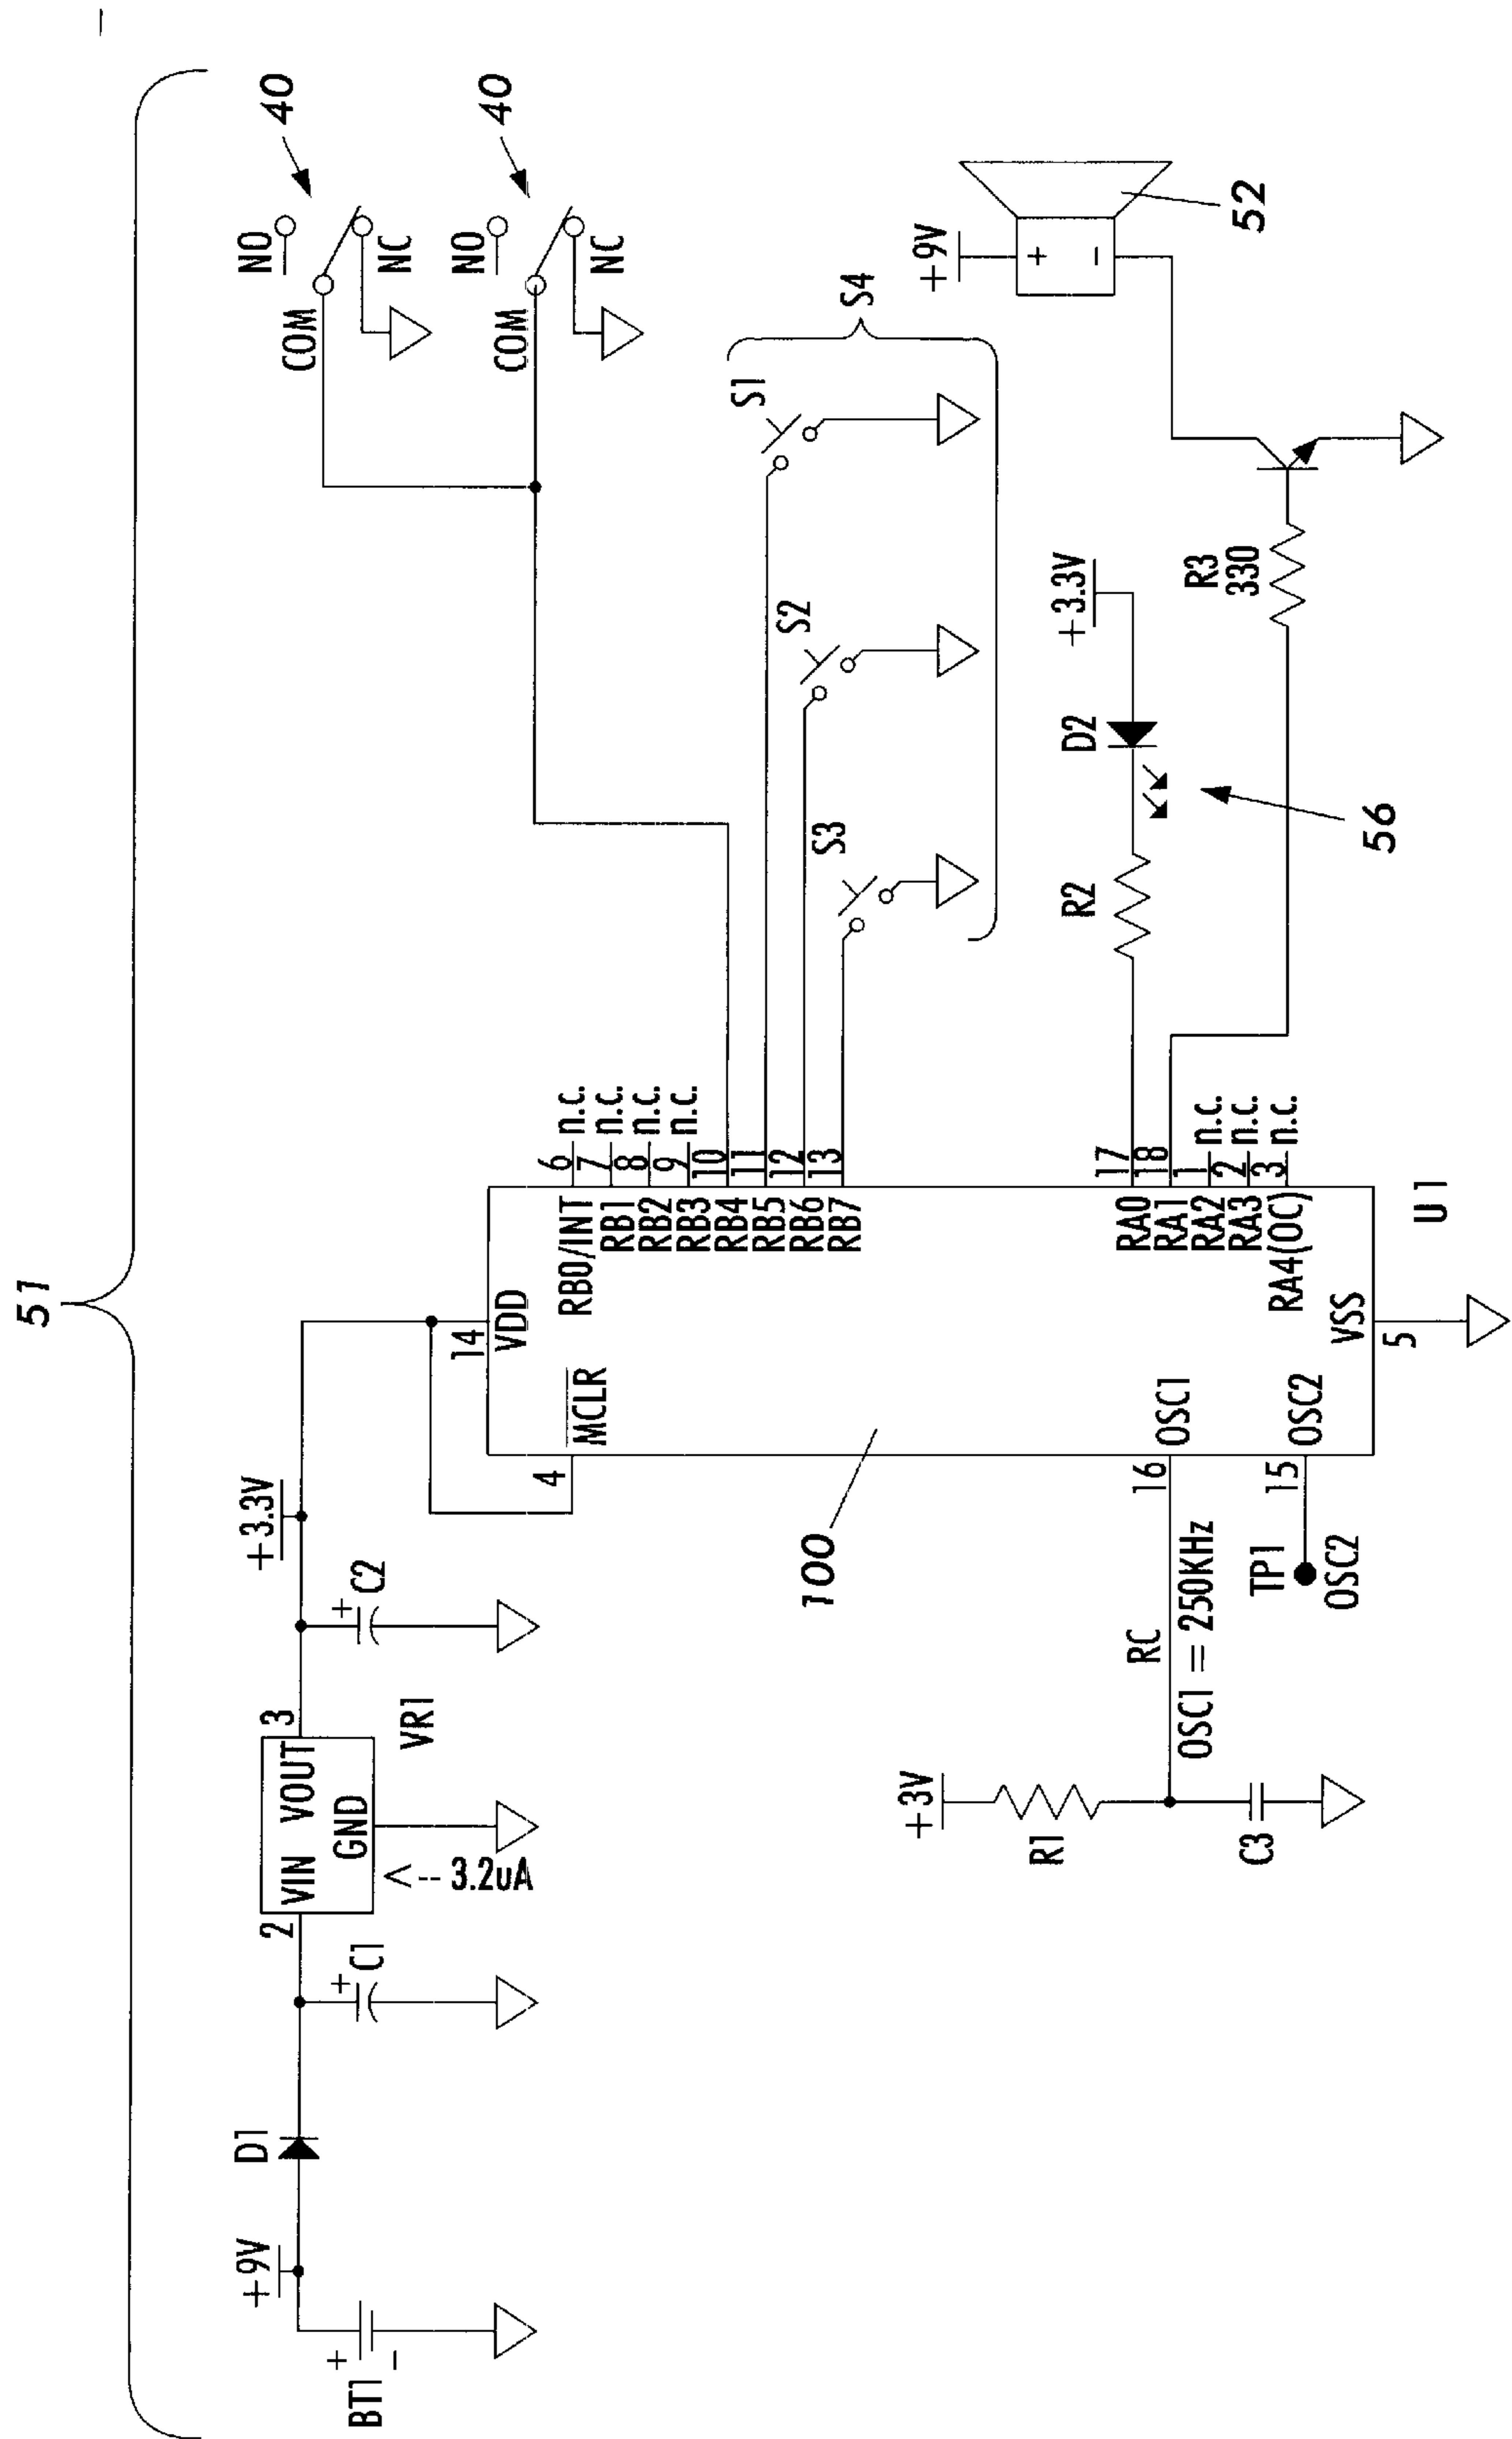 51
+9V
D1
BT1
+
-
C1
+
2
VIN VOUT
GND
3
<-- 3.2uA
VR1
+3.3V
C2
+
14
VDD
4
MCLR
100
RB0/INT
RB1
RB2
RB3
RB4
RB5
RB6
RB7
6 n.c.
7 n.c.
8 n.c.
9 n.c.
10
11
12
13
NO
COM
NC
40
NO
COM
NC
40
S3
S2
S1
S4
+3V
R1
C3
RC
OSC1 = 250KHz
16
OSC1
TP1
OSC2
15
OSC2
VSS
5
RA0
RA1
RA2
RA3
RA4(OC)
17
18
1 n.c.
2 n.c.
3 n.c.
U1
R2
D2
+3.3V
56
R3
330
+9V
+
-
52